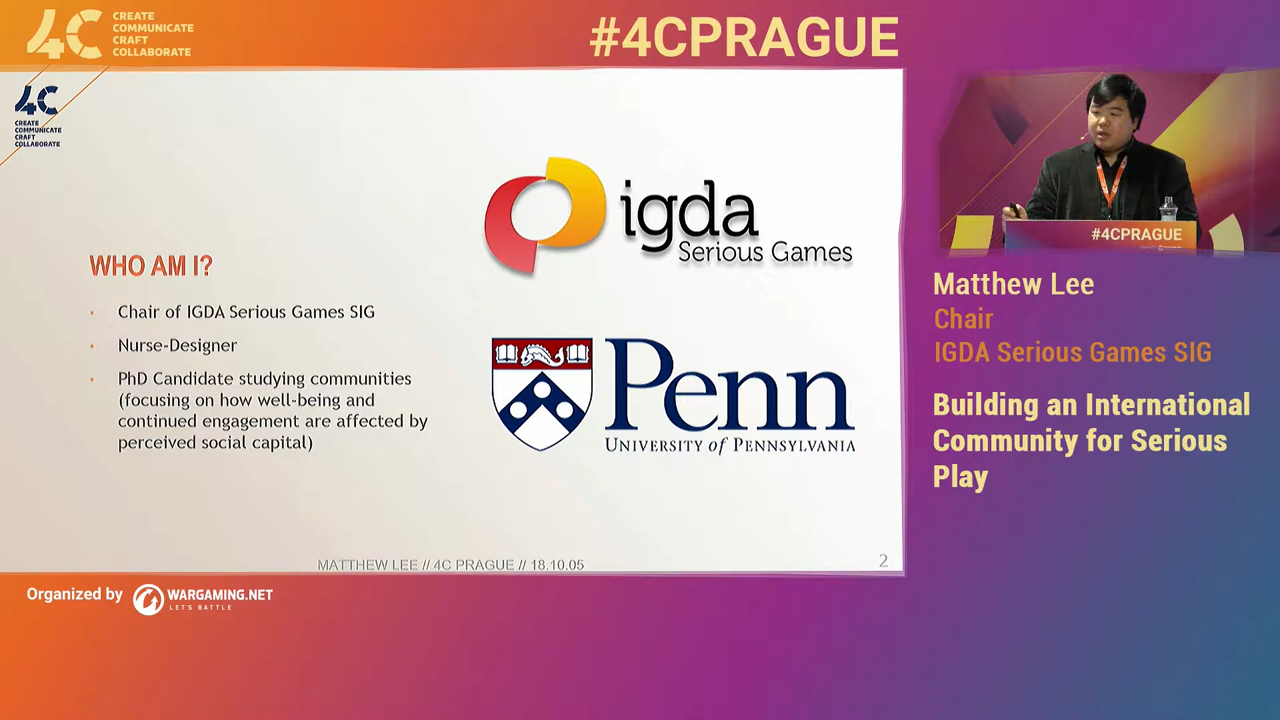 4C
CREATE
COMMUNICATE
CRAFT
COLLABORATE
#4CPRAGUE
4C
CREATE
COMMUNICATE
CRAFT
COLLABORATE
igda
Serious Games
WHO AM I?
• Chair of IGDA Serious Games SIG
• Nurse-Designer
• PhD Candidate studying communities
(focusing on how well-being and
continued engagement are affected by
perceived social capital)
Penn
UNIVERSITY of PENNSYLVANIA
MATTHEW LEE // 4C PRAGUE // 18.10.05
2
#4CPRAGUE
Matthew Lee
Chair
IGDA Serious Games SIG
Building an International
Community for Serious
Play
Organized by
WARGAMING.NET
LET'S BATTLE